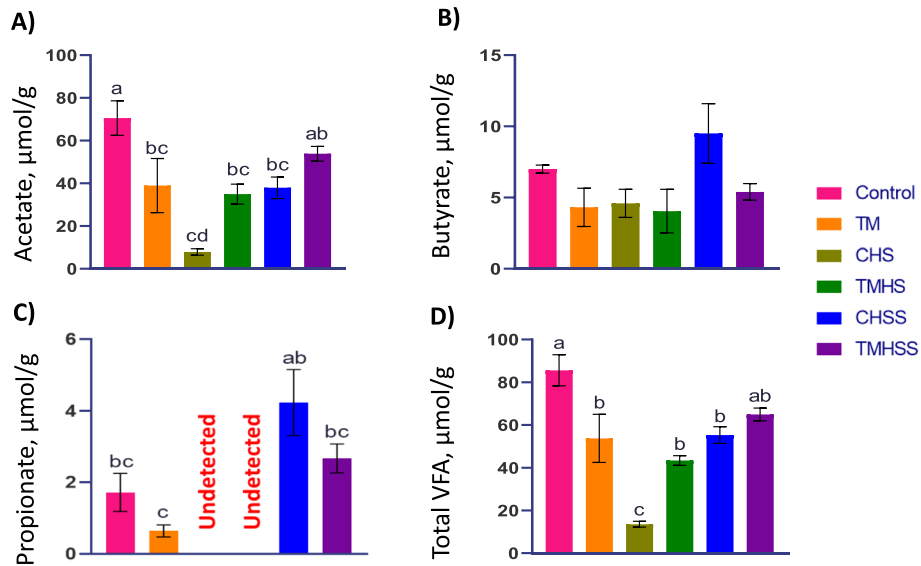 A)
Acetate, µmol/g
100
80
60
40
20
0
a
bc
cd
bc
bc
ab
B)
Butyrate, µmol/g
15
10
5
0
C)
Propionate, µmol/g
6
4
2
0
bc
c
Undetected
Undetected
ab
bc
D)
Total VFA, µmol/g
100
80
60
40
20
0
a
b
c
b
b
ab
Control
TM
CHS
TMHS
CHSS
TMHSS